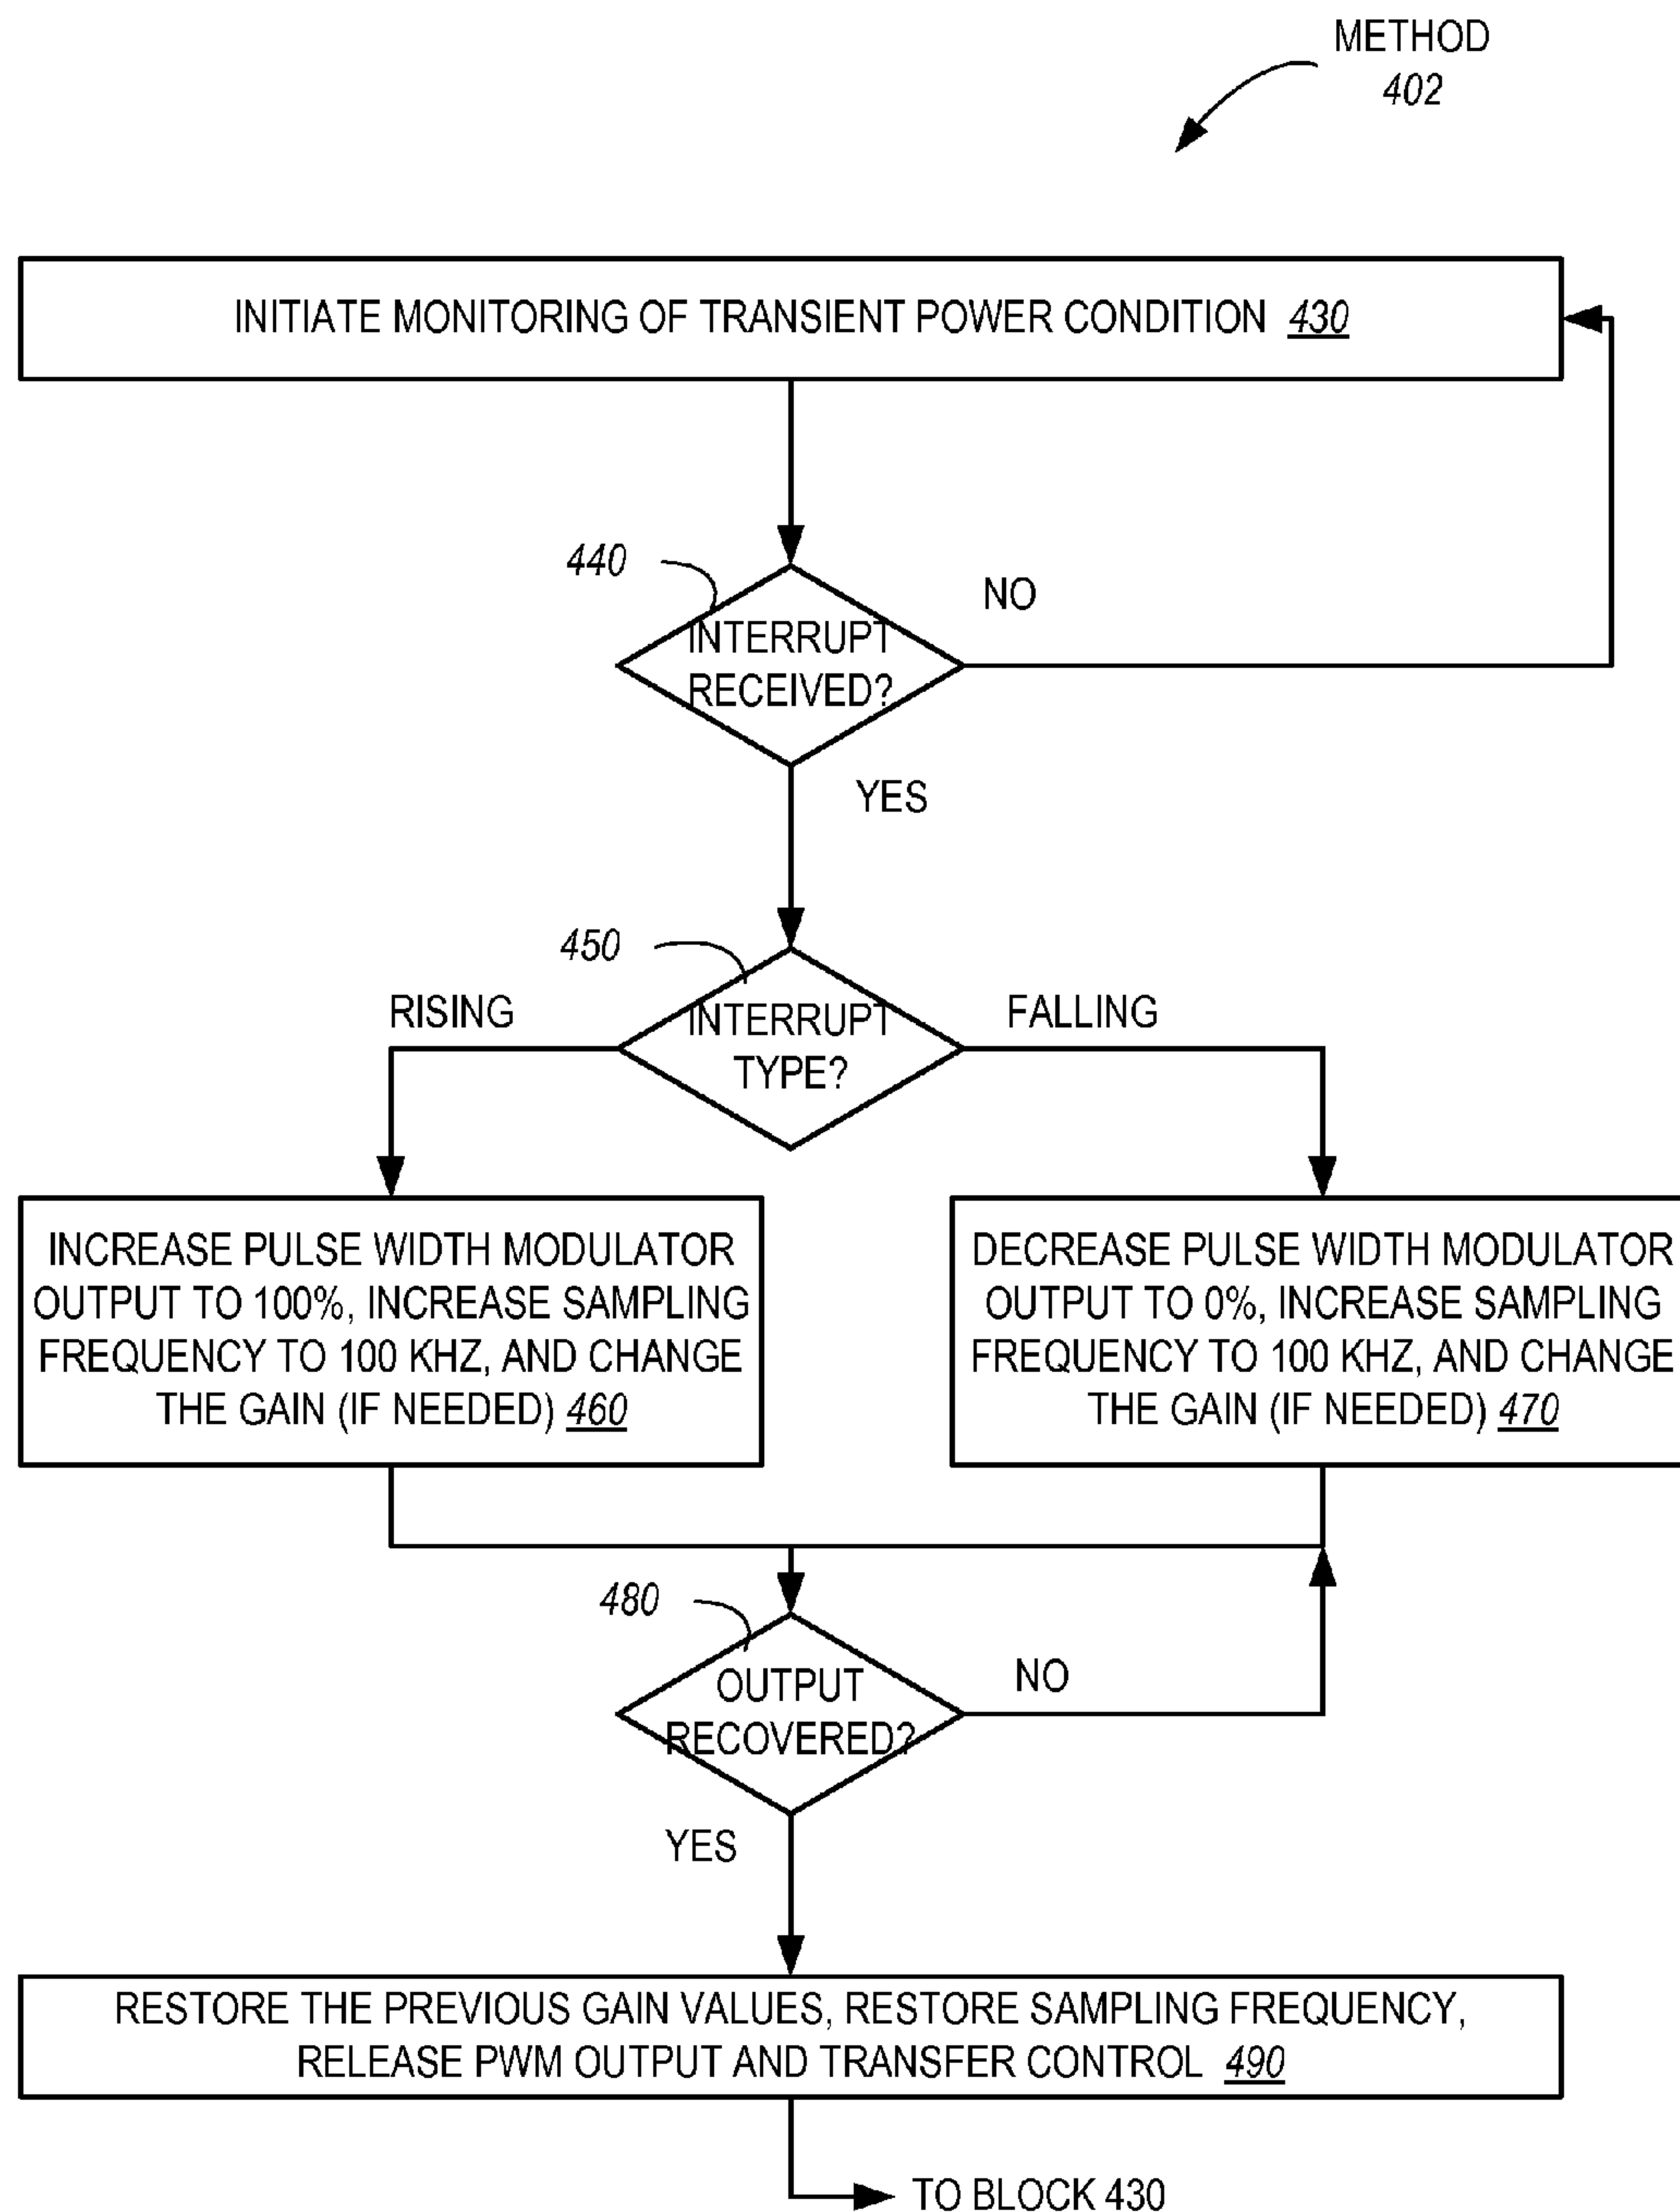 METHOD
402
INITIATE MONITORING OF TRANSIENT POWER CONDITION 430
440
INTERRUPT
RECEIVED?
NO
YES
450
INTERRUPT
TYPE?
RISING
FALLING
INCREASE PULSE WIDTH MODULATOR
OUTPUT TO 100%, INCREASE SAMPLING
FREQUENCY TO 100 KHZ, AND CHANGE
THE GAIN (IF NEEDED) 460
DECREASE PULSE WIDTH MODULATOR
OUTPUT TO 0%, INCREASE SAMPLING
FREQUENCY TO 100 KHZ, AND CHANGE
THE GAIN (IF NEEDED) 470
480
OUTPUT
RECOVERED?
NO
YES
RESTORE THE PREVIOUS GAIN VALUES, RESTORE SAMPLING FREQUENCY,
RELEASE PWM OUTPUT AND TRANSFER CONTROL 490
TO BLOCK 430